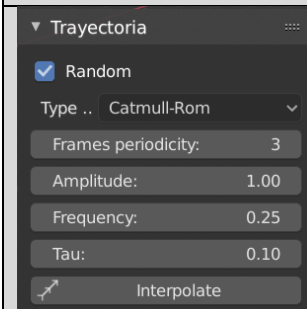 Trayectoria
Random
Type .. Catmull-Rom
Frames periodicity: 3
Amplitude: 1.00
Frequency: 0.25
Tau: 0.10
Interpolate